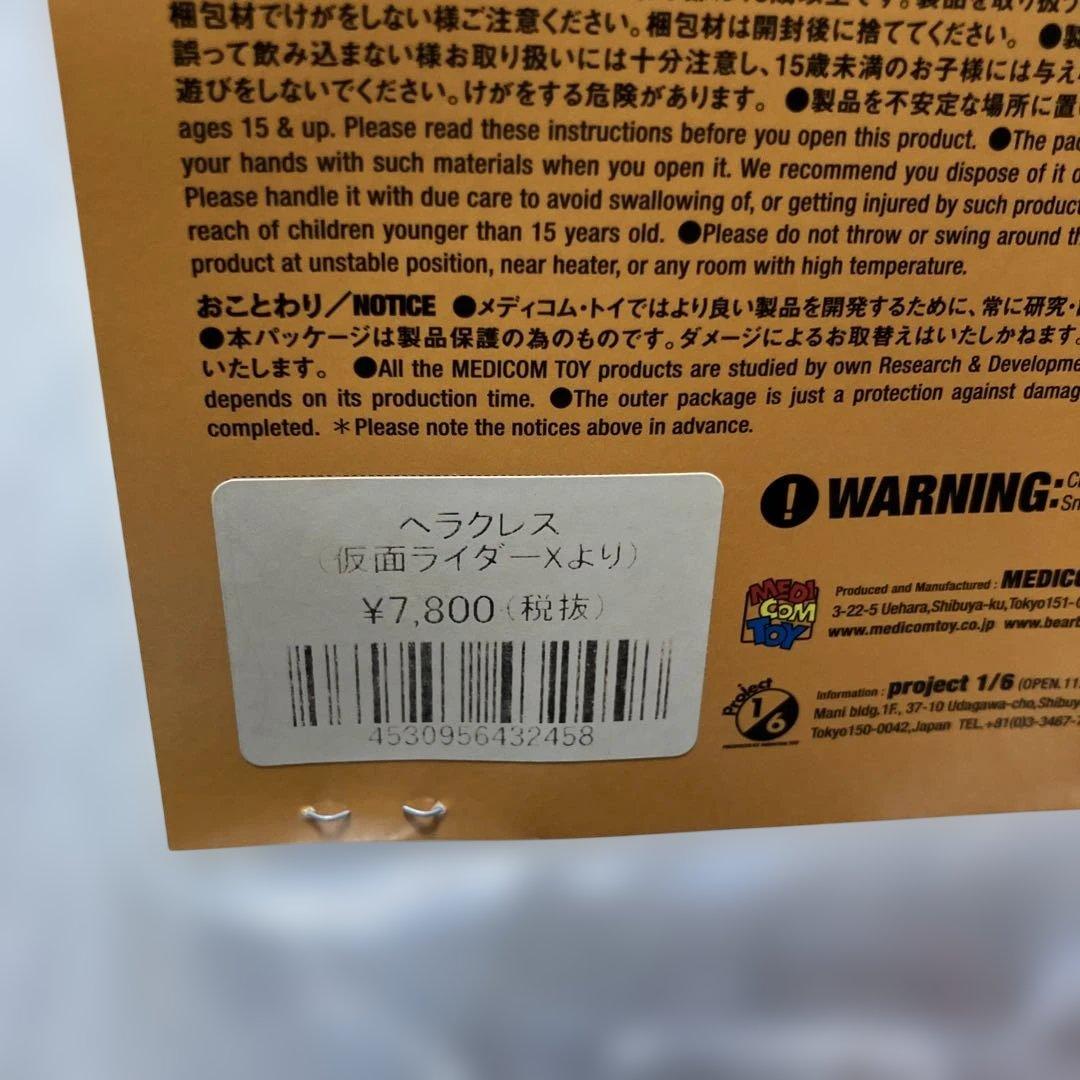 梱包材でけがをしない様ご注意ください。梱包材は開封後に捨ててください。 ●製
誤って飲み込まない様お取り扱いには十分注意し、15歳未満のお子様には与え
遊びをしないでください。けがをする危険があります。 ●製品を不安定な場所に置
ages 15 & up. Please read these instructions before you open this product. ●The pac
your hands with such materials when you open it. We recommend you dispose of it
Please handle it with due care to avoid swallowing of, or getting injured by such product
reach of children younger than 15 years old. ●Please do not throw or swing around th
product at unstable position, near heater, or any room with high temperature.
おことわり／NOTICE ●メディコム・トイではより良い製品を開発するために、常に研究・
●本パッケージは製品保護の為のものです。ダメージによるお取替えはいたしかねます。
いたします。 ●All the MEDICOM TOY products are studied by own Research & Developme
depends on its production time. ●The outer package is just a protection against damag
completed. ＊Please note the notices above in advance.
ヘラクレス
（仮面ライダーXより）
¥7,800（税抜）
4530956432458
! WARNING:
MEDI COM TOY
Produced and Manufactured : MEDICO
3-22-5 Uehara,Shibuya-ku,Tokyo151-
www.medicomtoy.co.jp www.bearb
Project 1/6
Information : project 1/6 (OPEN.11
Mani bldg.1F., 37-10 Udagawa-cho,Shibuy
Tokyo150-0042,Japan TEL.+81(0)3-3467-